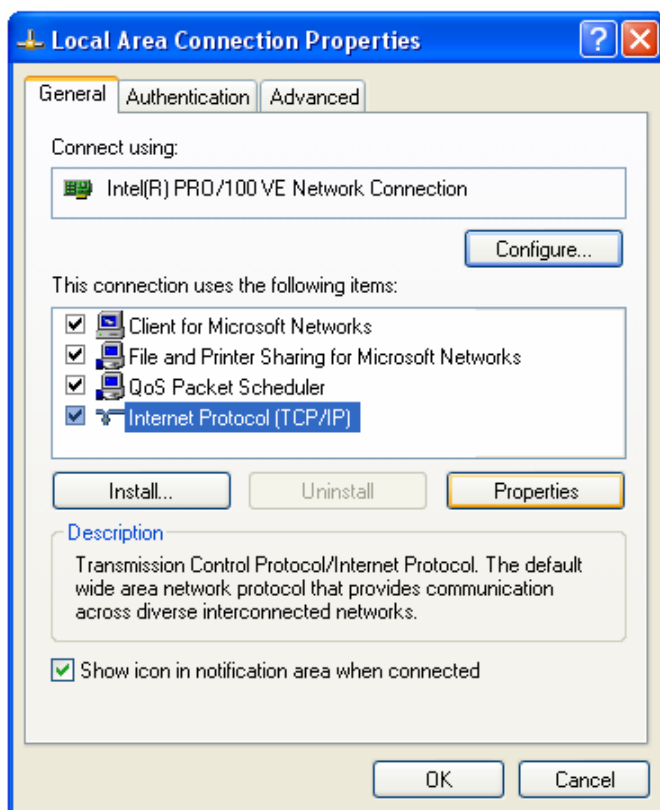 Local Area Connection Properties
General Authentication Advanced
Connect using:
Intel(R) PRO/100 VE Network Connection
Configure...
This connection uses the following items:
Client for Microsoft Networks
File and Printer Sharing for Microsoft Networks
QoS Packet Scheduler
Internet Protocol (TCP/IP)
Install... Uninstall Properties
Description
Transmission Control Protocol/Internet Protocol. The default
wide area network protocol that provides communication
across diverse interconnected networks.
Show icon in notification area when connected
OK Cancel